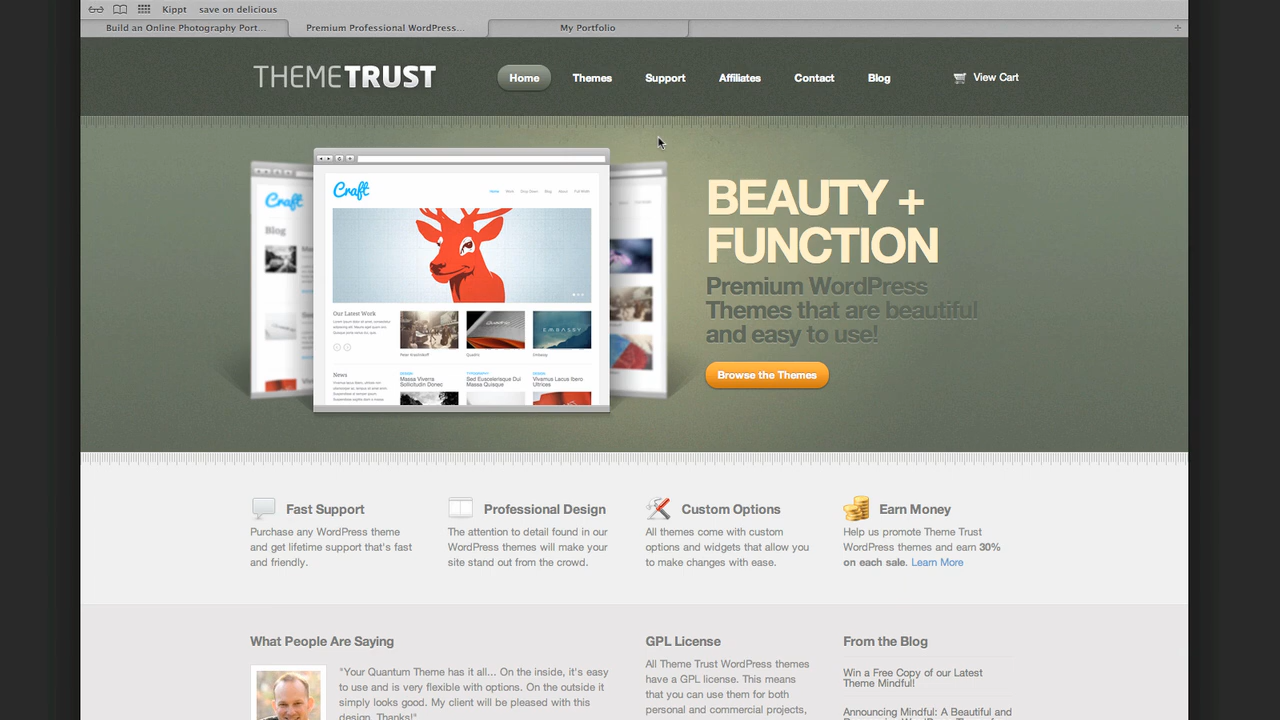 Kippt save on delicious
Build an Online Photography Port... Premium Professional WordPress... My Portfolio
THEMETRUST Home Themes Support Affiliates Contact Blog View Cart
Craft
Craft
Blog
Our Latest Work
News
BEAUTY +
FUNCTION
Premium WordPress
Themes that are beautiful
and easy to use!
Browse the Themes
Fast Support
Purchase any WordPress theme
and get lifetime support that's fast
and friendly.
Professional Design
The attention to detail found in our
WordPress themes will make your
site stand out from the crowd.
Custom Options
All themes come with custom
options and widgets that allow you
to make changes with ease.
Earn Money
Help us promote Theme Trust
WordPress themes and earn 30%
on each sale. Learn More
What People Are Saying
"Your Quantum Theme has it all... On the inside, it's easy
to use and is very flexible with options. On the outside it
simply looks good. My client will be pleased with this
design. Thanks!"
GPL License
All Theme Trust WordPress themes
have a GPL license. This means
that you can use them for both
personal and commercial projects,
From the Blog
Win a Free Copy of our Latest
Theme Mindful!
Announcing Mindful: A Beautiful and